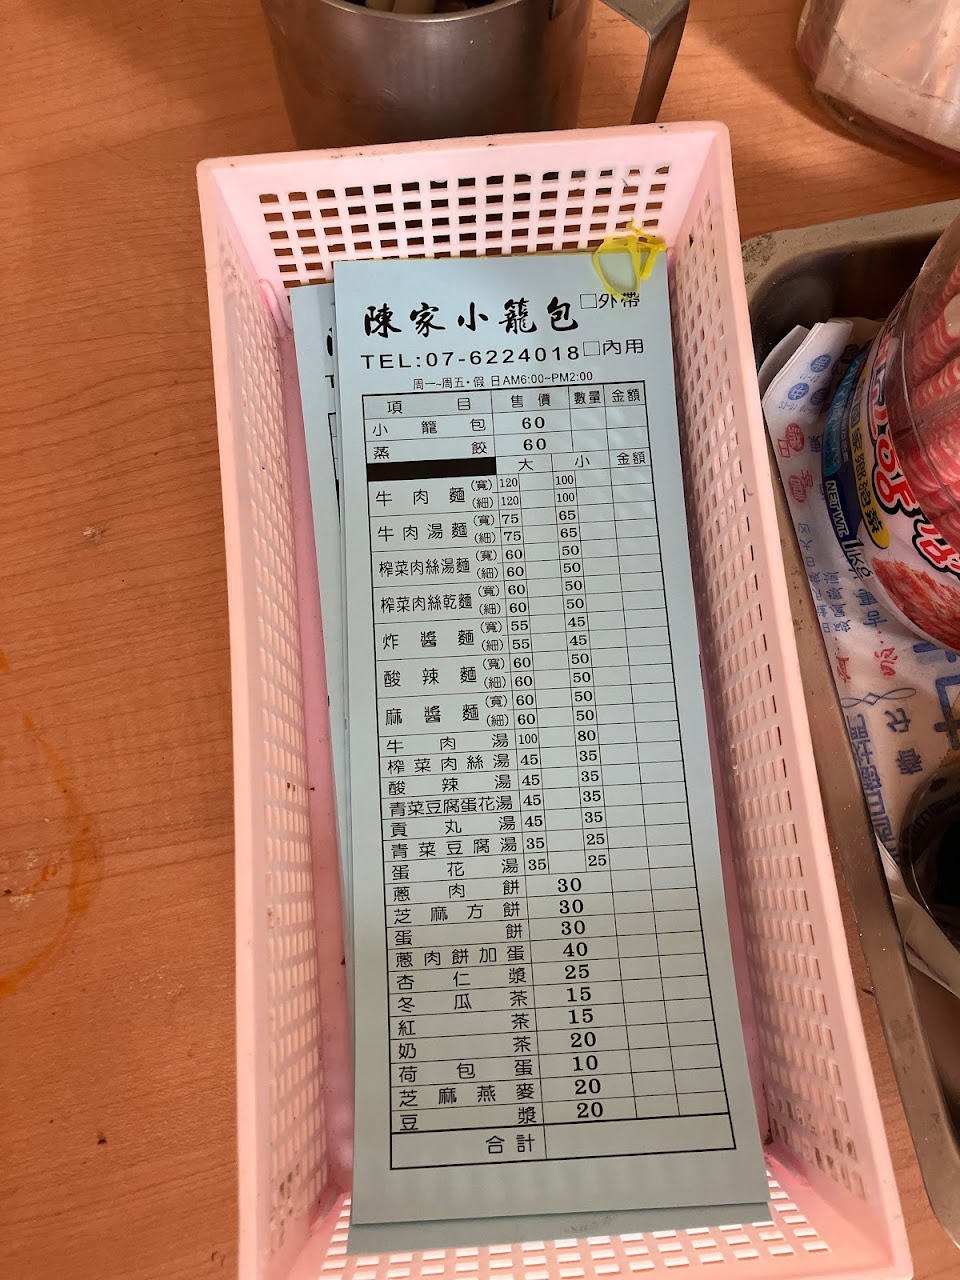 陳家小籠包 □外帶
TEL:07-6224018 □內用
周一~周五•假 日AM6:00~PM2:00
項目 售價 數量 金額
小籠包 60
蒸餃 60
大 小 金額
牛肉麵 (寬) 120 100
(細) 120 100
牛肉湯麵 (寬) 75 65
(細) 75 65
榨菜肉絲湯麵 (寬) 60 50
(細) 60 50
榨菜肉絲乾麵 (寬) 60 50
(細) 60 50
炸醬麵 (寬) 55 45
(細) 55 45
酸辣麵 (寬) 60 50
(細) 60 50
麻醬麵 (寬) 60 50
(細) 60 50
牛肉湯 100 80
榨菜肉絲湯 45 35
酸辣湯 45 35
青菜豆腐蛋花湯 45 35
貢丸湯 45 35
青菜豆腐湯 35 25
蛋花湯 35 25
蔥肉餅 30
芝麻方餅 30
蛋餅 30
蔥肉餅加蛋 40
杏仁漿 25
冬瓜茶 15
紅茶 15
奶茶 20
荷包蛋 10
芝麻燕麥 20
豆漿 20
合計
NET WT. 1kg